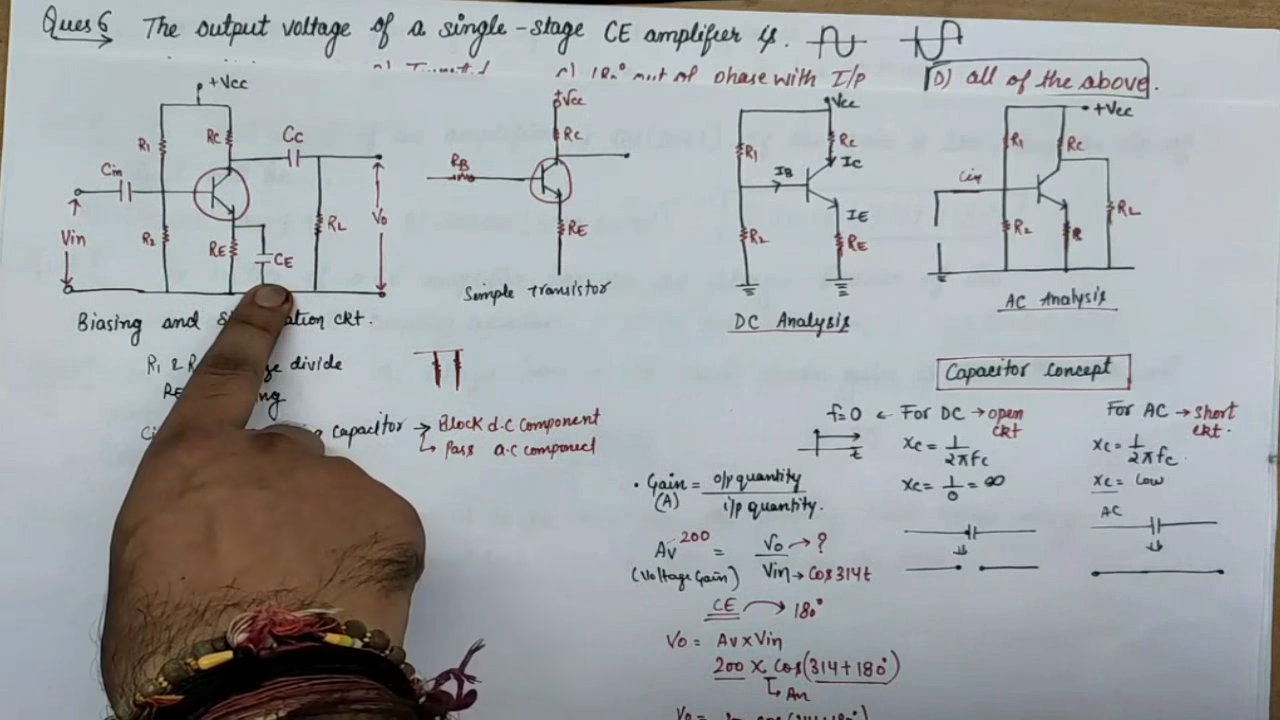 Ques 6 The output voltage of a single-stage CE amplifier is.
c) 180° out of phase with I/p
D) all of the above.
+Vcc
R1
RC
Cc
Cin
R2
RE
CE
RL
Vin
Vo
Biasing and ckt.
+Vcc
RC
RB
RE
Simple transistor
Vcc
R1
RC
IC
IB
IE
R2
RE
DC Analysis
+Vcc
R1
RC
Cin
R2
R
RL
AC Analysis
R1 & divide
RE
capacitor → Block d.c component
↳ Pass a.c component
Capacitor concept
f=0 ← For DC → open ckt
t
Xc = 1/2πfc
Xc = 1/0 = ∞
For AC → short ckt.
Xc = 1/2πfc.
Xc = Low
AC
. Gain = o/p quantity / i/p quantity.
(A)
Av 200 = Vo → ? / Vin → Cos314t
(Voltage Gain)
CE → 180°
Vo = Av x Vin
200 x cos(314+180°)
↳ An